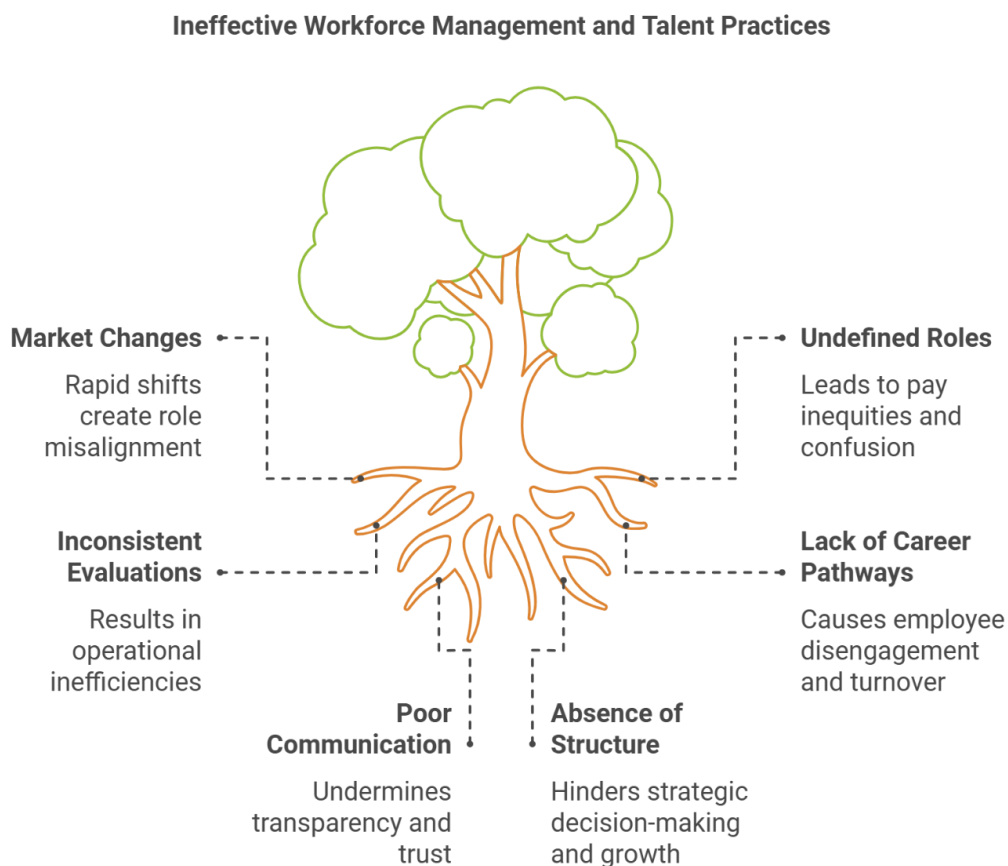 Ineffective Workforce Management and Talent Practices
Market Changes
Rapid shifts
create role
misalignment
Undefined Roles
Leads to pay
inequities and
confusion
Inconsistent
Evaluations
Results in
operational
inefficiencies
Lack of Career
Pathways
Causes employee
disengagement
and turnover
Poor
Communication
Undermines
transparency and
trust
Absence of
Structure
Hinders strategic
decision-making
and growth